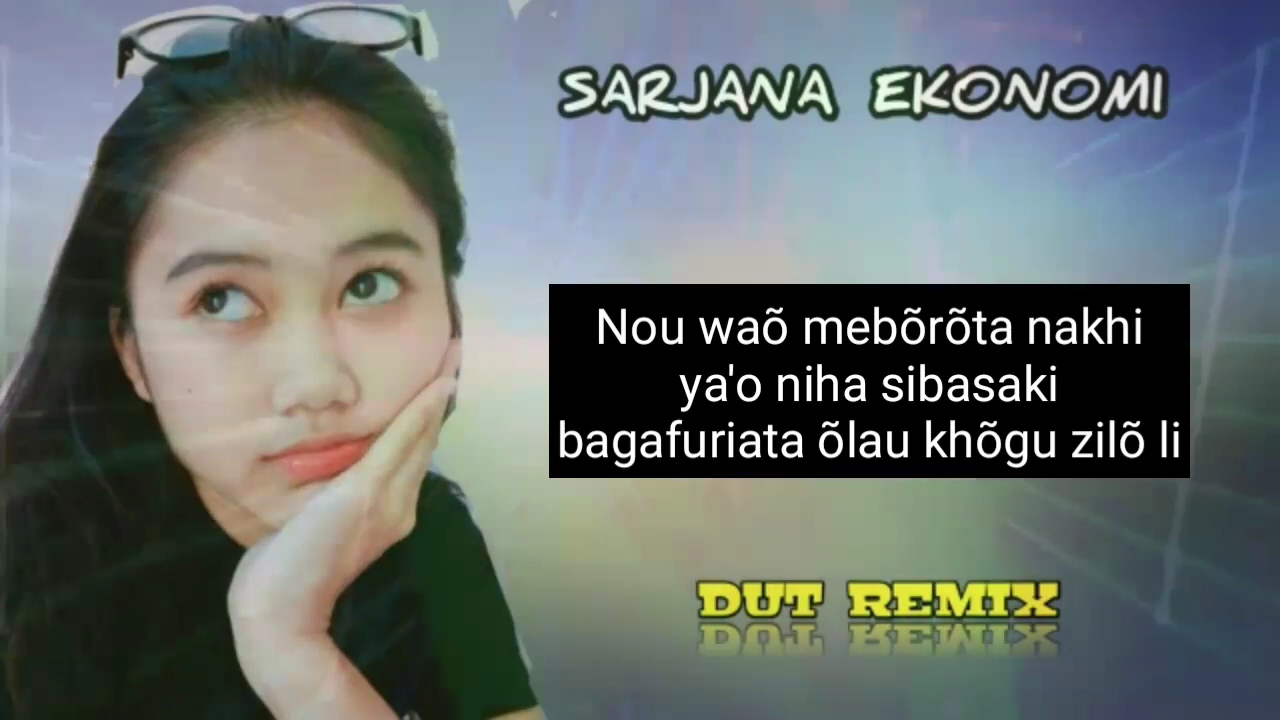 SARJANA EKONOMI
Nou waõ mebõrõta nakhi
ya'o niha sibasaki
bagafuriata õlau khõgu zilõ li
DUT REMIX